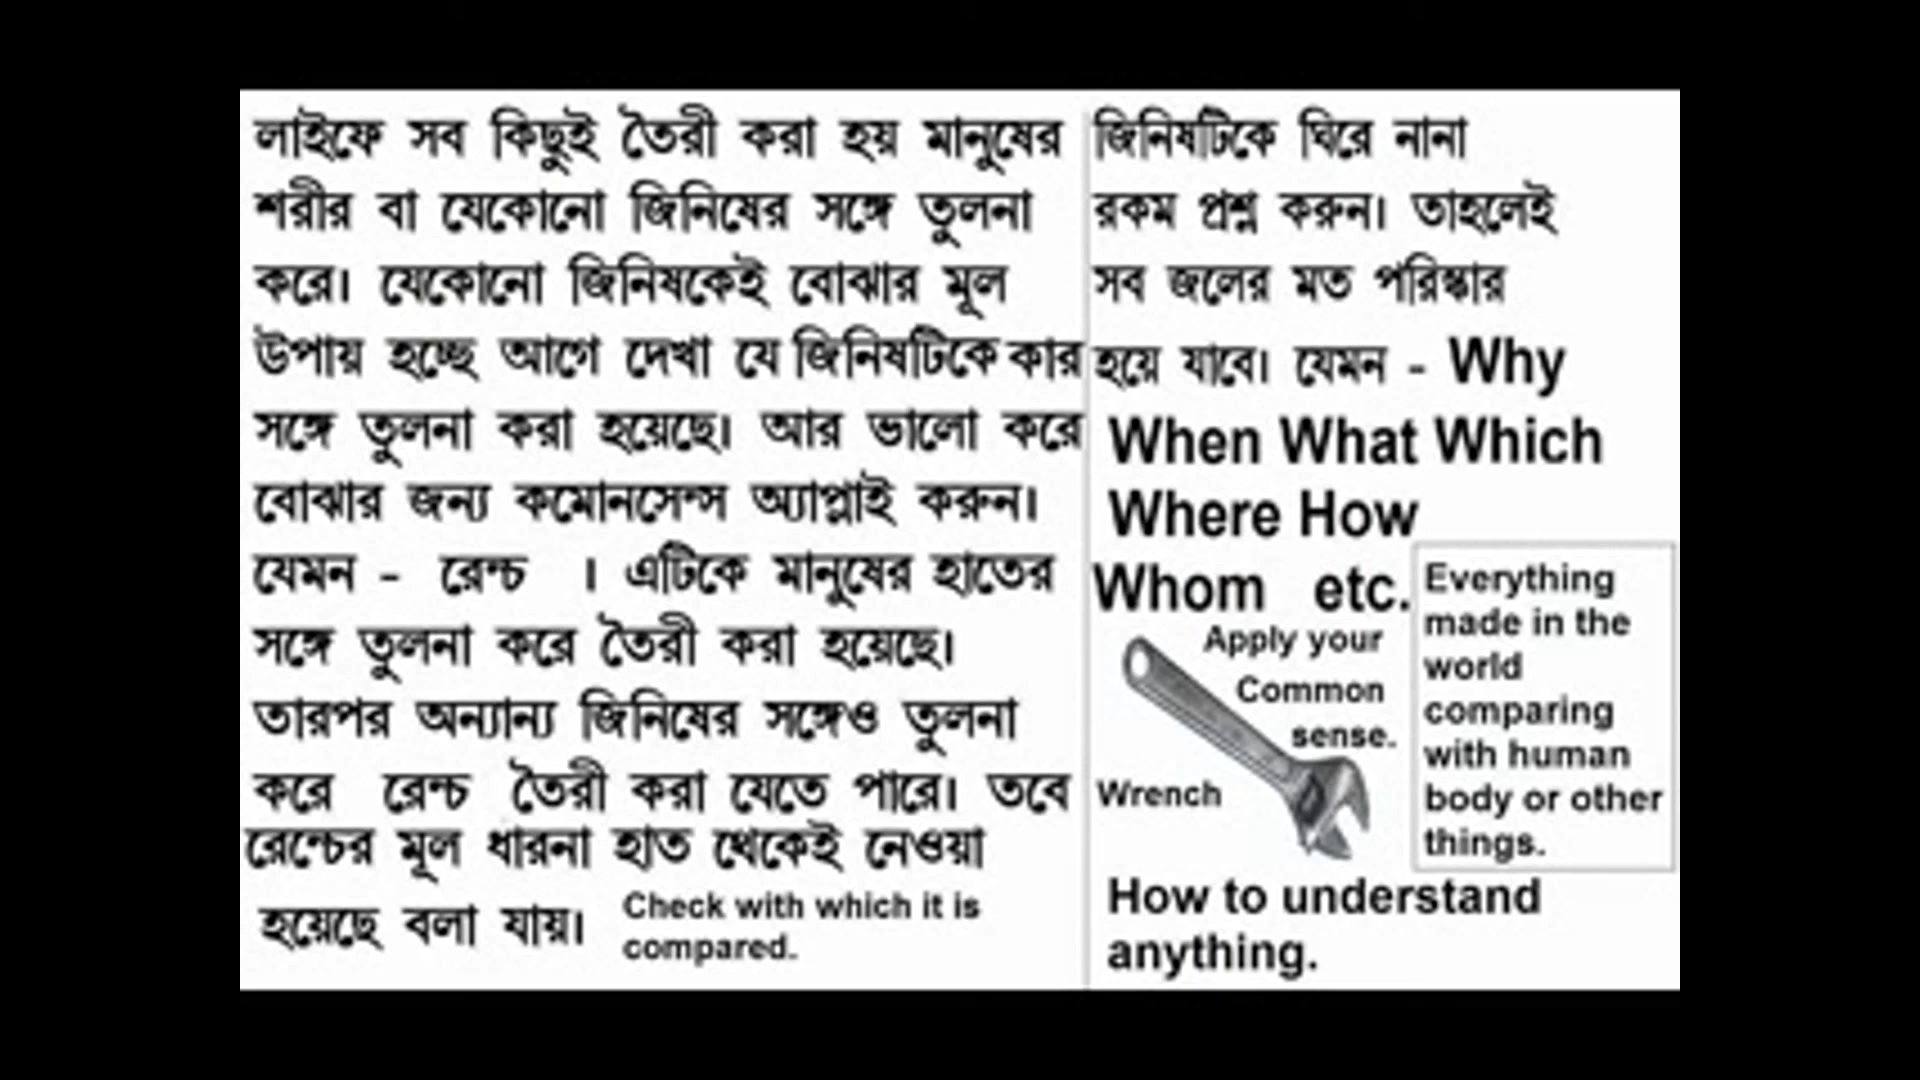 লাইফে সব কিছুই তৈরী করা হয় মানুষের
শরীর বা যেকোনো জিনিষের সঙ্গে তুলনা
করে। যেকোনো জিনিষকেই বোঝার মূল
উপায় হচ্ছে আগে দেখা যে জিনিষটিকে কার
সঙ্গে তুলনা করা হয়েছে। আর ভালো করে
বোঝার জন্য কমোনসেন্স অ্যাপ্লাই করুন।
যেমন - রেন্চ । এটিকে মানুষের হাতের
সঙ্গে তুলনা করে তৈরী করা হয়েছে।
তারপর অন্যান্য জিনিষের সঙ্গেও তুলনা
করে রেন্চ তৈরী করা যেতে পারে। তবে
রেন্চের মূল ধারনা হাত থেকেই নেওয়া
হয়েছে বলা যায়।
Check with which it is
compared.
জিনিষটিকে ঘিরে নানা
রকম প্রশ্ন করুন। তাহলেই
সব জলের মত পরিস্কার
হয়ে যাবে। যেমন - Why
When What Which
Where How
Whom etc.
Apply your
Common
sense.
Wrench
Everything
made in the
world
comparing
with human
body or other
things.
How to understand
anything.